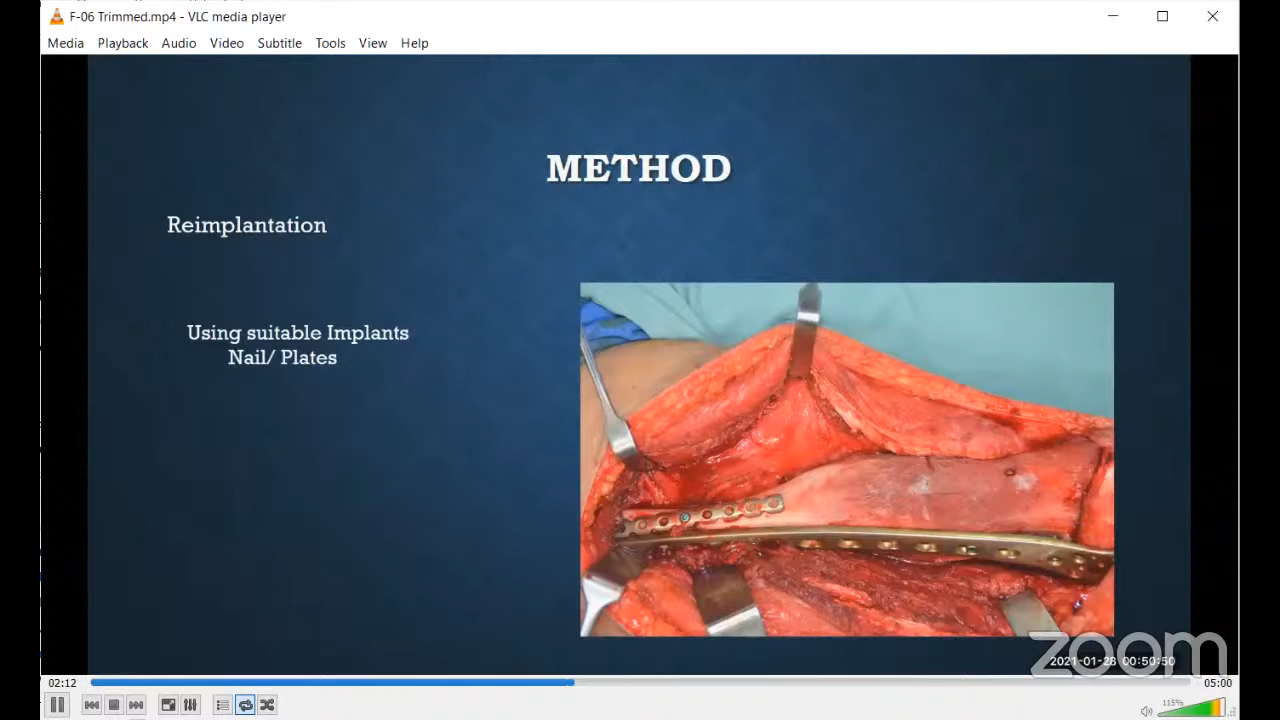 F-06 Trimmed.mp4 - VLC media player
Media Playback Audio Video Subtitle Tools View Help
METHOD
Reimplantation
Using suitable Implants
Nail/ Plates
zoom
2021-01-28 00:50:50
02:12
05:00
115%